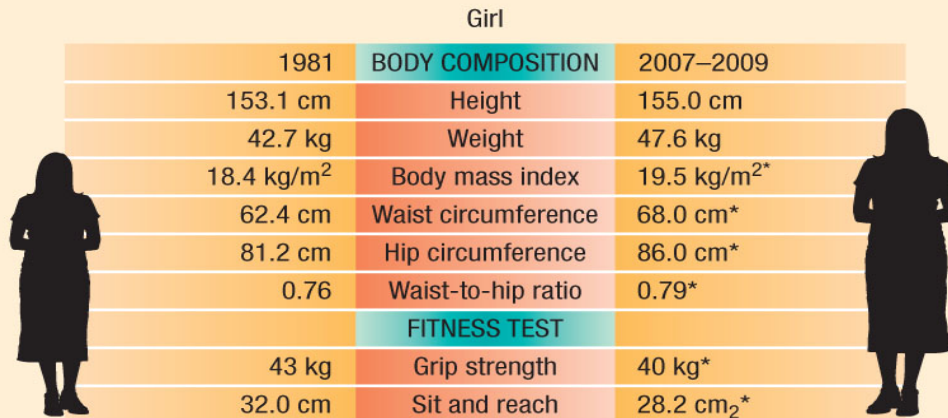 Girl
1981 BODY COMPOSITION 2007–2009
153.1 cm Height 155.0 cm
42.7 kg Weight 47.6 kg
18.4 kg/m² Body mass index 19.5 kg/m²*
62.4 cm Waist circumference 68.0 cm*
81.2 cm Hip circumference 86.0 cm*
0.76 Waist-to-hip ratio 0.79*
FITNESS TEST
43 kg Grip strength 40 kg*
32.0 cm Sit and reach 28.2 cm₂*